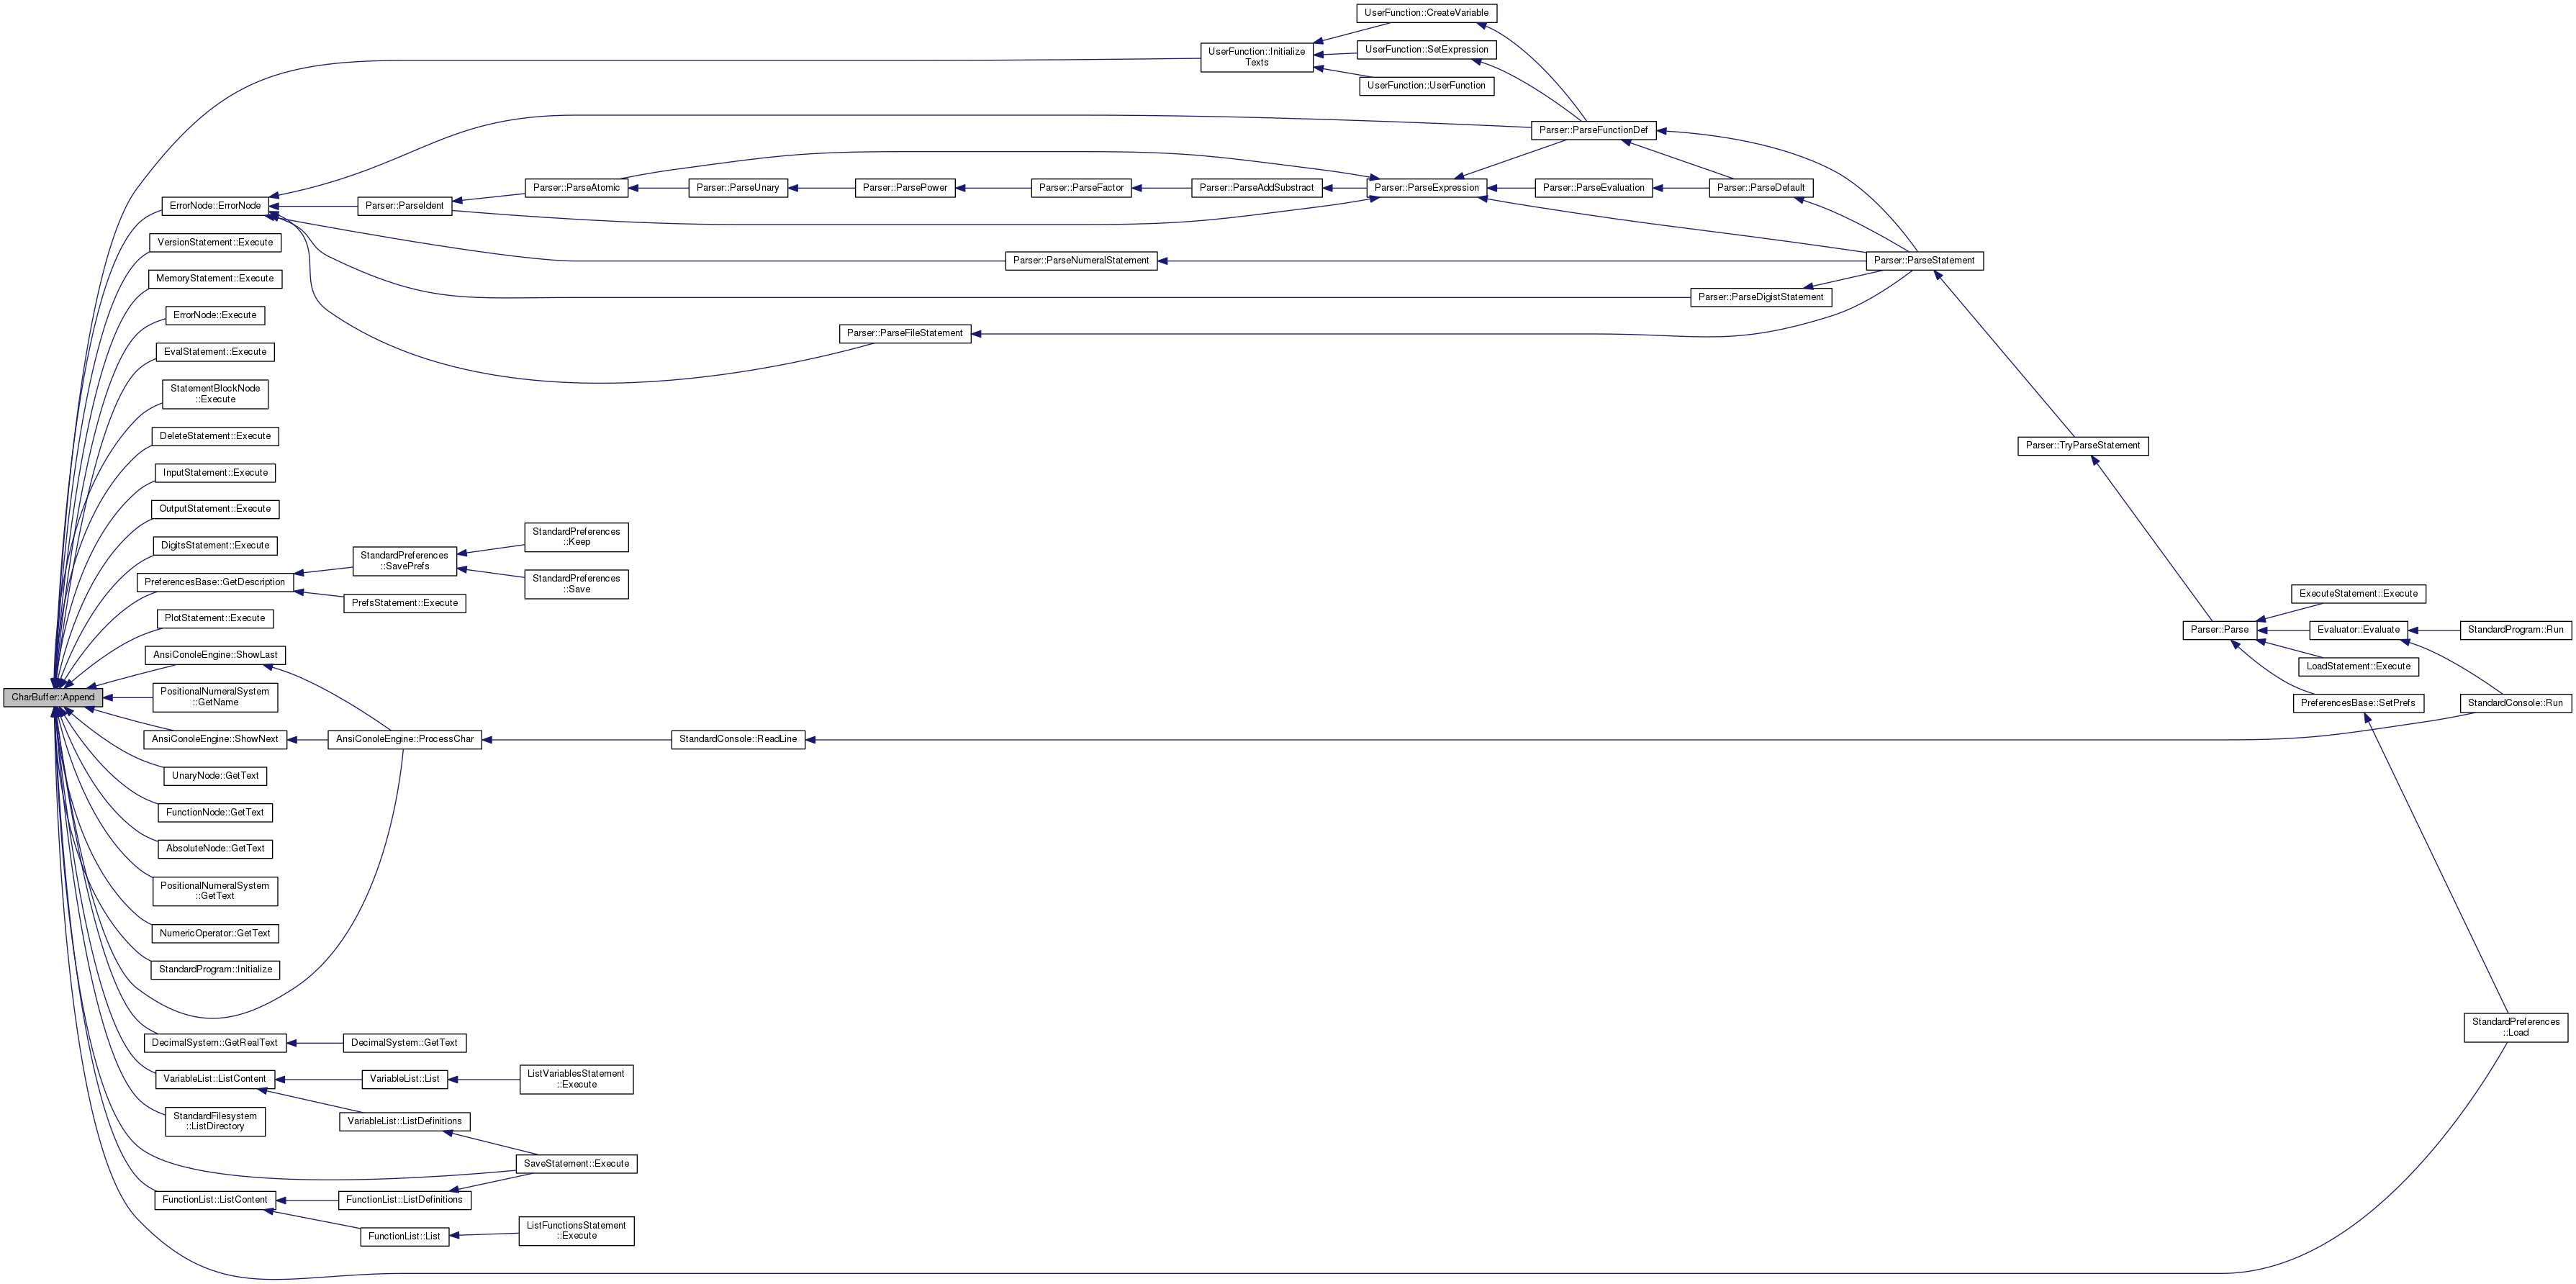 UserFunction::CreateVariable
UserFunction::Initialize
Texts
UserFunction::SetExpression
UserFunction::UserFunction
Parser::ParseFunctionDef
ErrorNode::ErrorNode
Parser::ParseIdent
Parser::ParseAtomic
Parser::ParseUnary
Parser::ParsePower
Parser::ParseFactor
Parser::ParseAddSubstract
Parser::ParseExpression
Parser::ParseEvaluation
Parser::ParseDefault
VersionStatement::Execute
Parser::ParseNumeralStatement
Parser::ParseStatement
MemoryStatement::Execute
Parser::ParseDigistStatement
ErrorNode::Execute
Parser::ParseFileStatement
EvalStatement::Execute
StatementBlockNode
::Execute
DeleteStatement::Execute
Parser::TryParseStatement
InputStatement::Execute
OutputStatement::Execute
DigitsStatement::Execute
StandardPreferences
::Keep
StandardPreferences
::SavePrefs
PreferencesBase::GetDescription
StandardPreferences
::Save
PrefsStatement::Execute
ExecuteStatement::Execute
PlotStatement::Execute
Parser::Parse
Evaluator::Evaluate
StandardProgram::Run
AnsiConoleEngine::ShowLast
LoadStatement::Execute
CharBuffer::Append
PositionalNumeralSystem
::GetName
PreferencesBase::SetPrefs
StandardConsole::Run
AnsiConoleEngine::ShowNext
AnsiConoleEngine::ProcessChar
StandardConsole::ReadLine
UnaryNode::GetText
FunctionNode::GetText
AbsoluteNode::GetText
PositionalNumeralSystem
::GetText
NumericOperator::GetText
StandardProgram::Initialize
StandardPreferences
::Load
DecimalSystem::GetRealText
DecimalSystem::GetText
VariableList::ListContent
VariableList::List
ListVariablesStatement
::Execute
StandardFilesystem
::ListDirectory
VariableList::ListDefinitions
SaveStatement::Execute
FunctionList::ListContent
FunctionList::ListDefinitions
FunctionList::List
ListFunctionsStatement
::Execute